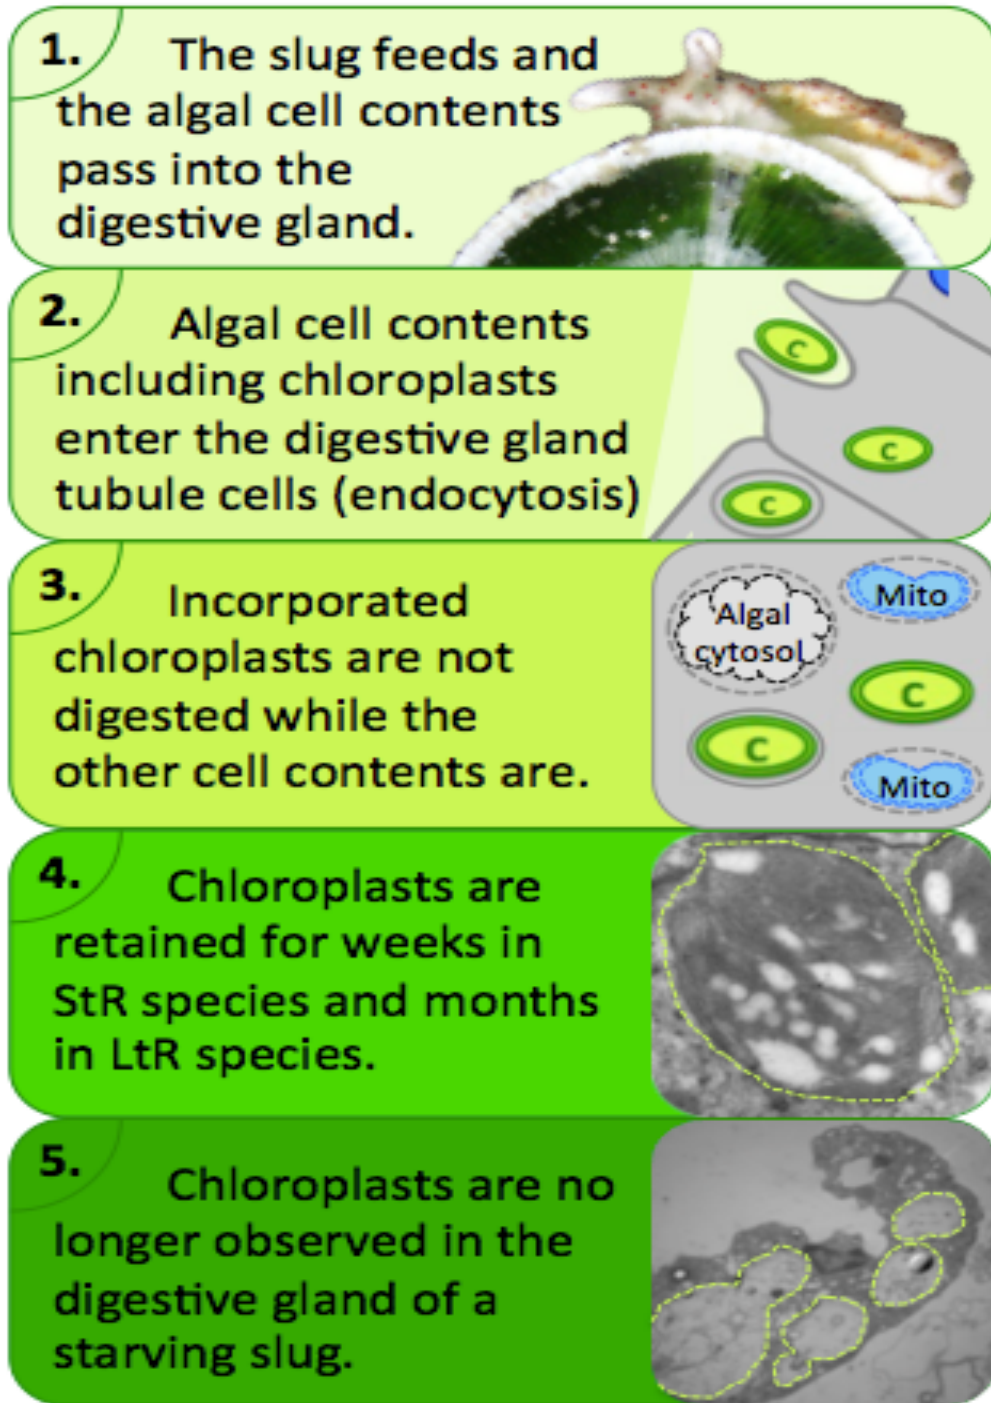 1.
The slug feeds and
the algal cell contents
pass into the
digestive gland.
2.
Algal cell contents
including chloroplasts
enter the digestive gland
tubule cells (endocytosis)
C
C
C
3.
Incorporated
chloroplasts are not
digested while the
other cell contents are.
Algal
cytosol
Mito
C
C
Mito
4.
Chloroplasts are
retained for weeks in
StR species and months
in LtR species.
5.
Chloroplasts are no
longer observed in the
digestive gland of a
starving slug.